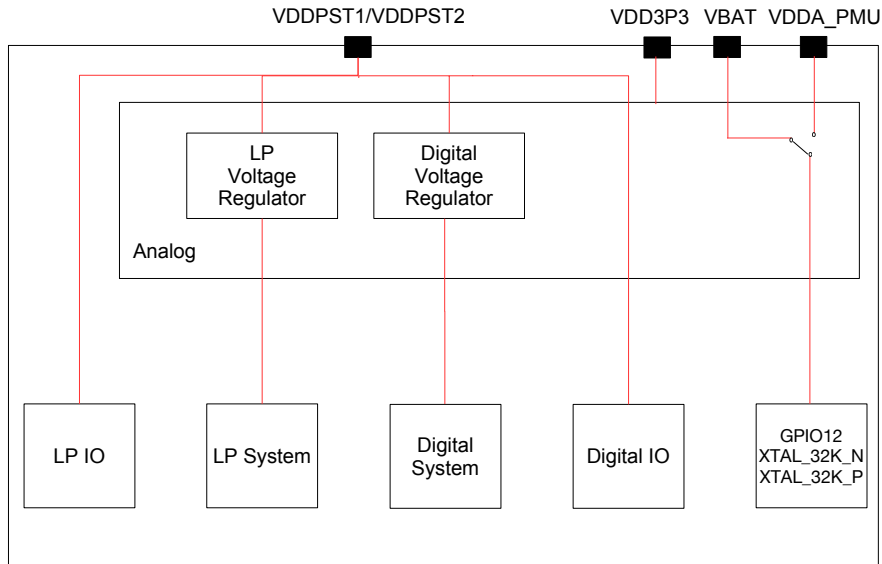 VDDPST1/VDDPST2
VDD3P3
VBAT
VDDA_PMU
LP
Voltage
Regulator
Digital
Voltage
Regulator
Analog
LP IO
LP System
Digital
System
Digital IO
GPIO12
XTAL_32K_N
XTAL_32K_P